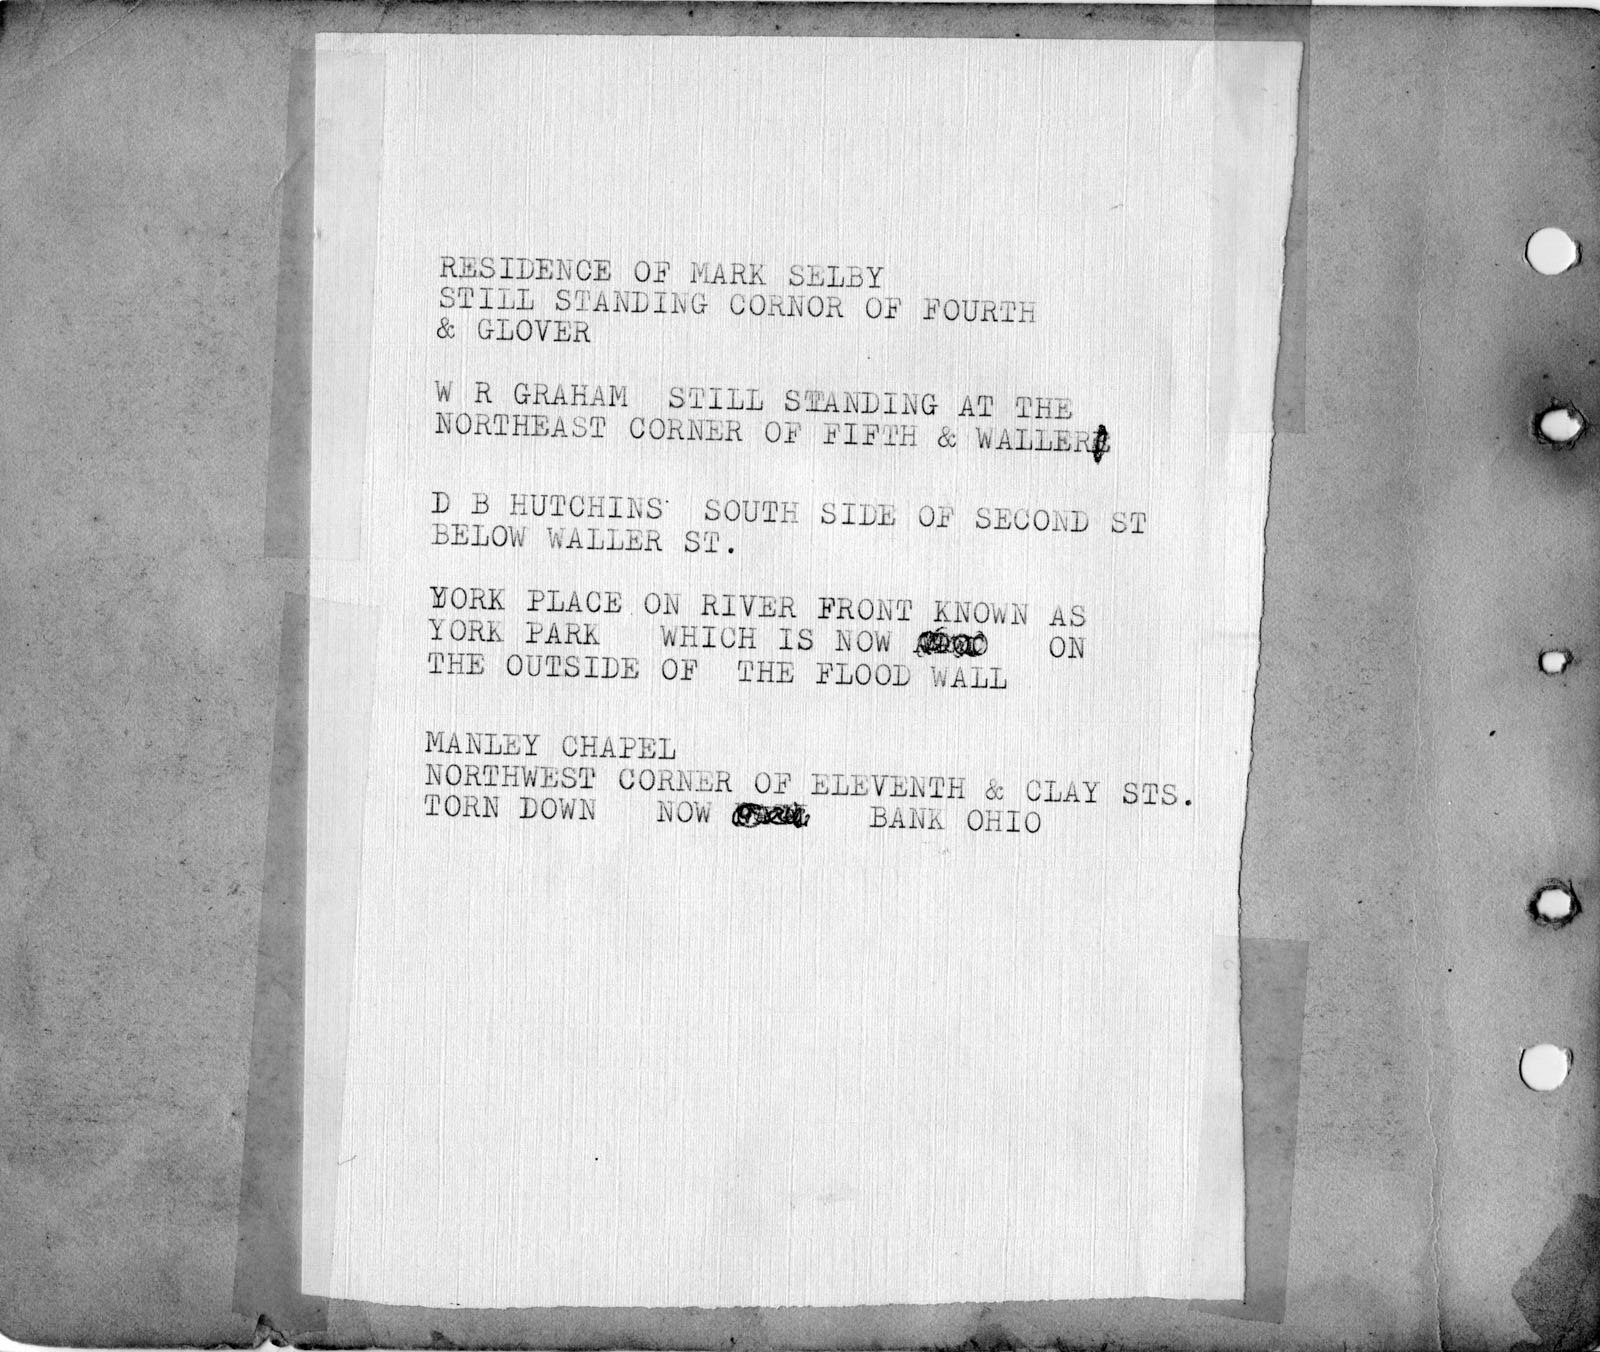 RESIDENCE OF MARK SELBY
STILL STANDING CORNOR OF FOURTH
& GLOVER
W R GRAHAM STILL STANDING AT THE
NORTHEAST CORNER OF FIFTH & WALLER
D B HUTCHINS SOUTH SIDE OF SECOND ST
BELOW WALLER ST.
YORK PLACE ON RIVER FRONT KNOWN AS
YORK PARK WHICH IS NOW ON
THE OUTSIDE OF THE FLOOD WALL
MANLEY CHAPEL
NORTHWEST CORNER OF ELEVENTH & CLAY STS.
TORN DOWN NOW BANK OHIO